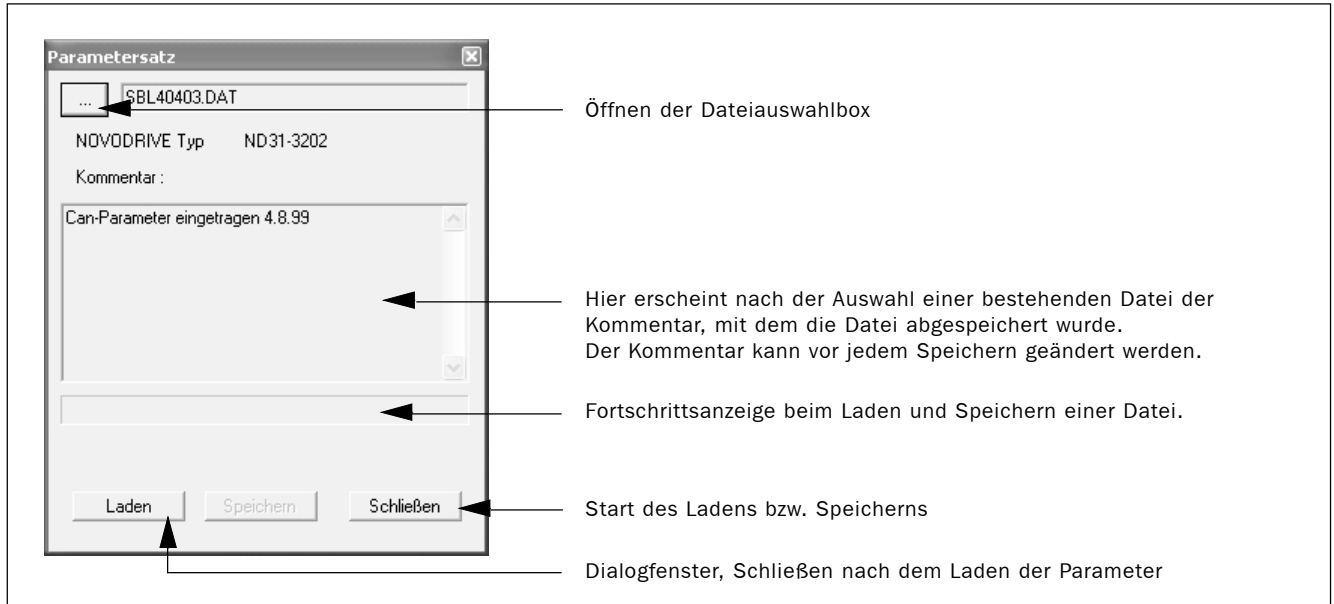 Parametersatz
... SBL40403.DAT
Öffnen der Dateiauswahlbox
NOVODRIVE Typ ND31-3202
Kommentar :
Can-Parameter eingetragen 4.8.99
Hier erscheint nach der Auswahl einer bestehenden Datei der
Kommentar, mit dem die Datei abgespeichert wurde.
Der Kommentar kann vor jedem Speichern geändert werden.
Fortschrittsanzeige beim Laden und Speichern einer Datei.
Laden Speichern Schließen
Start des Ladens bzw. Speicherns
Dialogfenster, Schließen nach dem Laden der Parameter